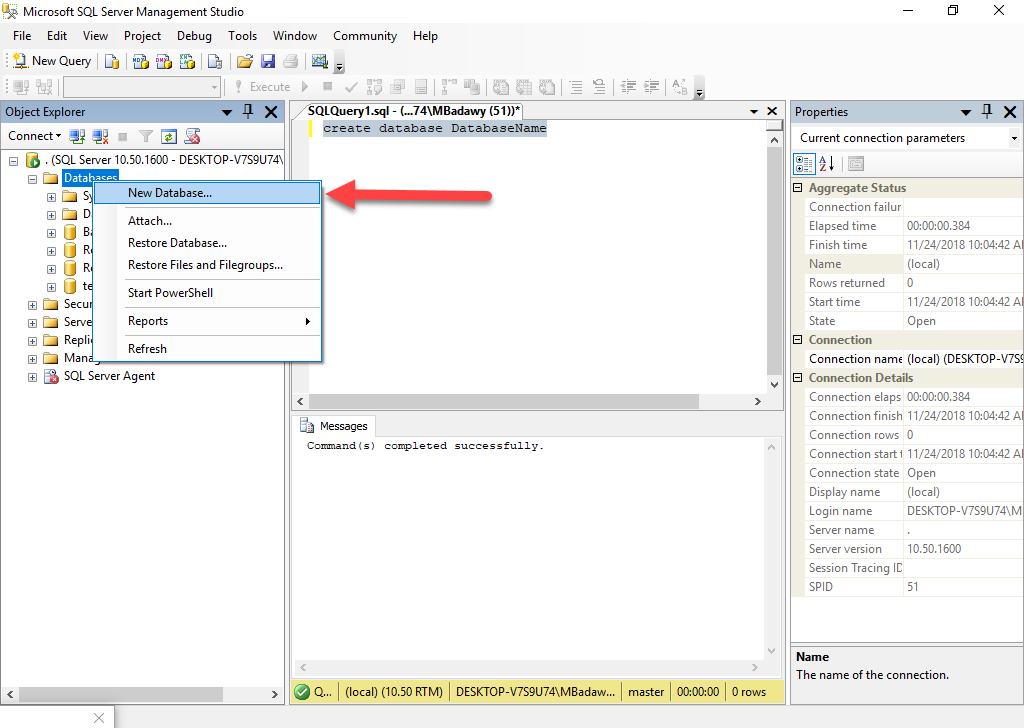 Microsoft SQL Server Management Studio
File Edit View Project Debug Tools Window Community Help
New Query
Execute
Object Explorer
Connect
. (SQL Server 10.50.1600 - DESKTOP-V7S9U74\
Databases
New Database...
Attach...
Restore Database...
Restore Files and Filegroups...
Start PowerShell
Reports
Refresh
Sy
D
Ba
Re
Re
te
Secur
Serve
Replic
Manag
SQL Server Agent
SQLQuery1.sql - (...74\MBadawy (51))*
create database DatabaseName
Messages
Command(s) completed successfully.
Q... (local) (10.50 RTM) DESKTOP-V7S9U74\MBadaw... master 00:00:00 0 rows
Properties
Current connection parameters
Aggregate Status
Connection failur
Elapsed time 00:00:00.384
Finish time 11/24/2018 10:04:42 A
Name (local)
Rows returned 0
Start time 11/24/2018 10:04:42 A
State Open
Connection
Connection name (local) (DESKTOP-V7S9
Connection Details
Connection elaps 00:00:00.384
Connection finish 11/24/2018 10:04:42 A
Connection rows 0
Connection start t 11/24/2018 10:04:42 A
Connection state Open
Display name (local)
Login name DESKTOP-V7S9U74\M
Server name .
Server version 10.50.1600
Session Tracing ID
SPID 51
Name
The name of the connection.